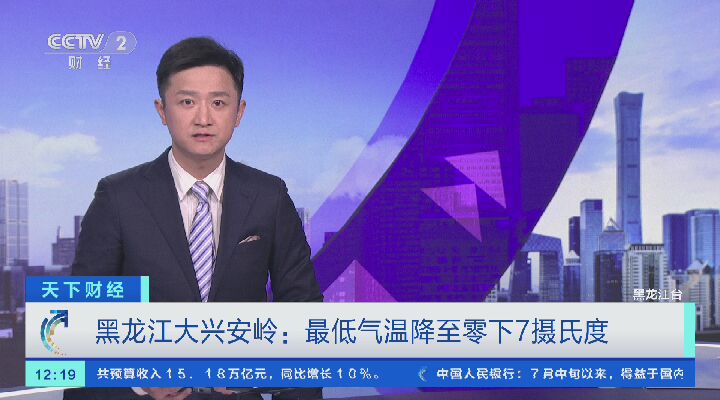 CCTV 2
财经
天下财经
黑龙江台
黑龙江大兴安岭：最低气温降至零下7摄氏度
12:19
共预算收入15.18万亿元，同比增长10%。
中国人民银行：7月中旬以来，得益于国内